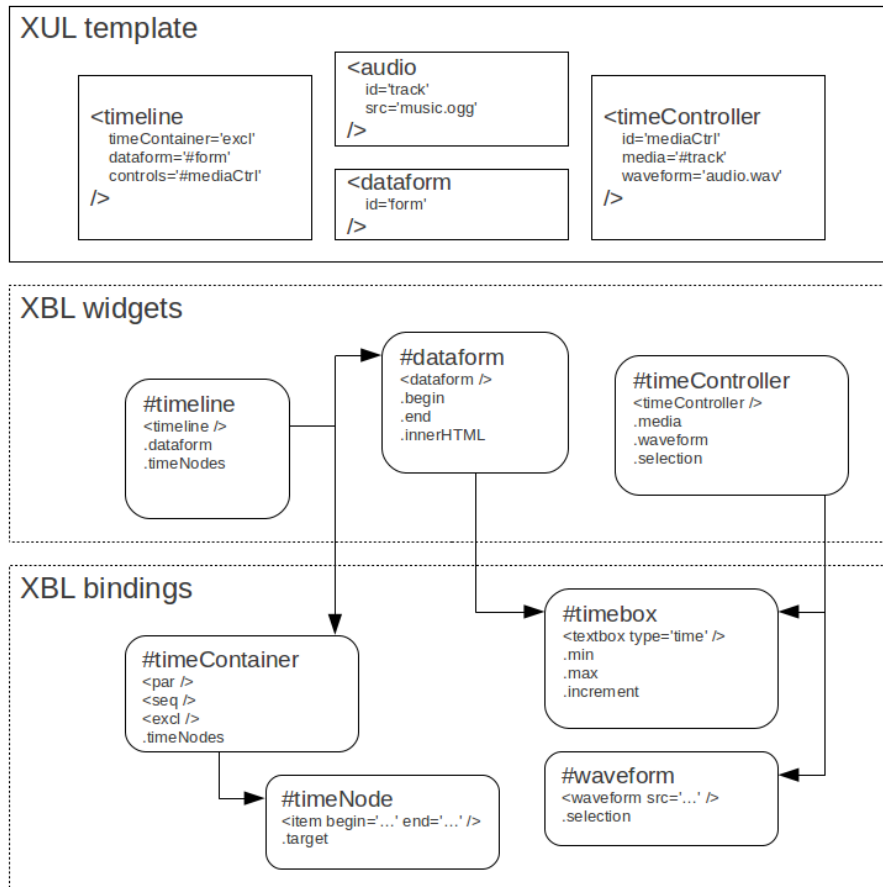 XUL template
<timeline
timeContainer='excl'
dataform='#form'
controls='#mediaCtrl'
/>
<audio
id='track'
src='music.ogg'
/>
<dataform
id='form'
/>
<timeController
id='mediaCtrl'
media='#track'
waveform='audio.wav'
/>
XBL widgets
#timeline
<timeline />
.dataform
.timeNodes
#dataform
<dataform />
.begin
.end
.innerHTML
#timeController
<timeController />
.media
.waveform
.selection
XBL bindings
#timeContainer
<par />
<seq />
<excl />
.timeNodes
#timeNode
<item begin='...' end='...' />
.target
#timebox
<textbox type='time' />
.min
.max
.increment
#waveform
<waveform src='...' />
.selection